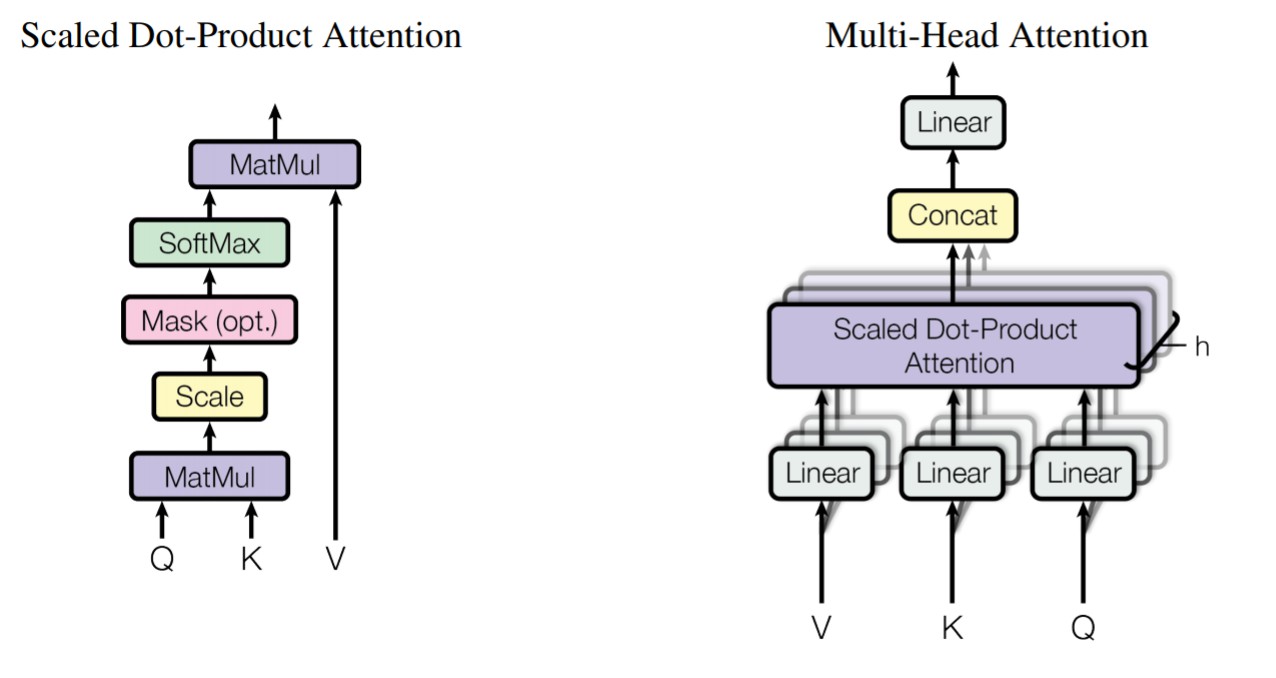 Scaled Dot-Product Attention
MatMul
SoftMax
Mask (opt.)
Scale
MatMul
Q K V
Multi-Head Attention
Linear
Concat
Scaled Dot-Product
Attention
h
Linear Linear Linear
V K Q